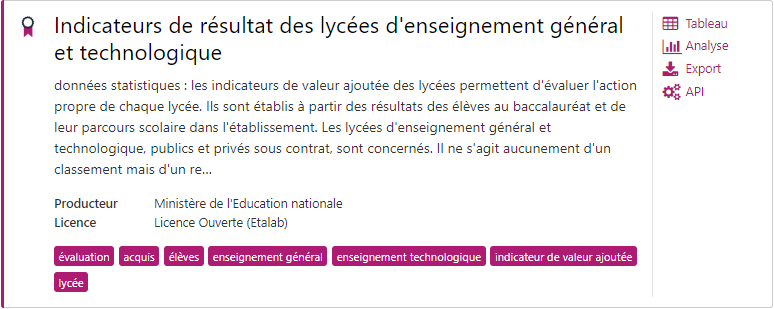 Indicateurs de résultat des lycées d'enseignement général
et technologique
données statistiques : les indicateurs de valeur ajoutée des lycées permettent d'évaluer l'action
propre de chaque lycée. Ils sont établis à partir des résultats des élèves au baccalauréat et de
leur parcours scolaire dans l'établissement. Les lycées d'enseignement général et
technologique, publics et privés sous contrat, sont concernés. Il ne s'agit aucunement d'un
classement mais d'un re...
Producteur Ministère de l'Education nationale
Licence Licence Ouverte (Etalab)
évaluation acquis élèves enseignement général enseignement technologique indicateur de valeur ajoutée
lycée
Tableau
Analyse
Export
API